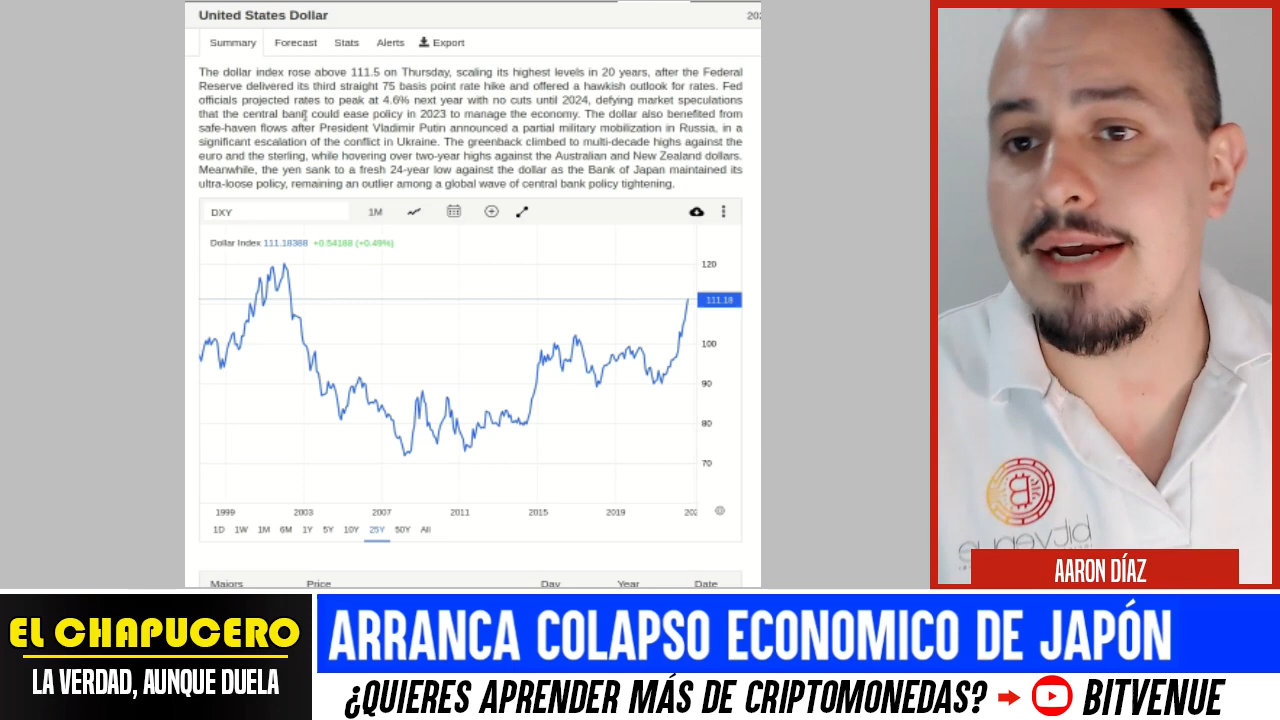 United States Dollar
Summary Forecast Stats Alerts Export
The dollar index rose above 111.5 on Thursday, scaling its highest levels in 20 years, after the Federal
Reserve delivered its third straight 75 basis point rate hike and offered a hawkish outlook for rates. Fed
officials projected rates to peak at 4.6% next year with no cuts until 2024, defying market speculations
that the central bank could ease policy in 2023 to manage the economy. The dollar also benefited from
safe-haven flows after President Vladimir Putin announced a partial military mobilization in Russia, in a
significant escalation of the conflict in Ukraine. The greenback climbed to multi-decade highs against the
euro and the sterling, while hovering over two-year highs against the Australian and New Zealand dollars.
Meanwhile, the yen sank to a fresh 24-year low against the dollar as the Bank of Japan maintained its
ultra-loose policy, remaining an outlier among a global wave of central bank policy tightening.
DXY 1M
Dollar Index 111.18388 +0.54188 (+0.49%)
120
111.18
100
90
80
70
1999 2003 2007 2011 2015 2019
1D 1W 1M 6M 1Y 5Y 10Y 25Y 50Y All
Majors Price Day Year Date
bitvenue
AARON DÍAZ
EL CHAPUCERO
LA VERDAD, AUNQUE DUELA
ARRANCA COLAPSO ECONOMICO DE JAPÓN
¿QUIERES APRENDER MÁS DE CRIPTOMONEDAS? BITVENUE